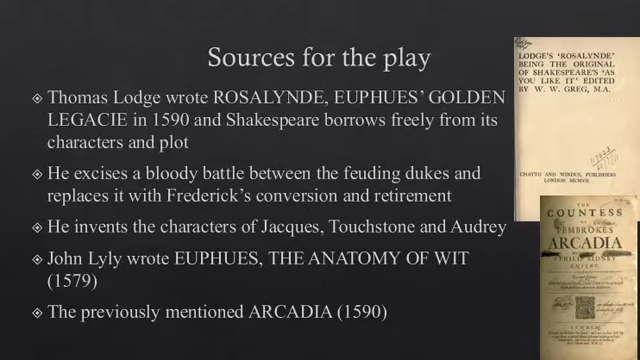 Sources for the play
Thomas Lodge wrote ROSALYNDE, EUPHUES' GOLDEN
LEGACIE in 1590 and Shakespeare borrows freely from its
characters and plot
He excises a bloody battle between the feuding dukes and
replaces it with Frederick's conversion and retirement
He invents the characters of Jacques, Touchstone and Audrey
John Lyly wrote EUPHUES, THE ANATOMY OF WIT
(1579)
The previously mentioned ARCADIA (1590)
LODGE'S 'ROSALYNDE'
BEING THE ORIGINAL
OF SHAKESPEARE'S 'AS
YOU LIKE IT' EDITED
BY W. W. GREG, M.A.
CHATTO AND WINDUS, PUBLISHERS
LONDON MCMVII
THE
COUNTESS
PEMBROKES
ARCADIA
PHILIP SIDNEY